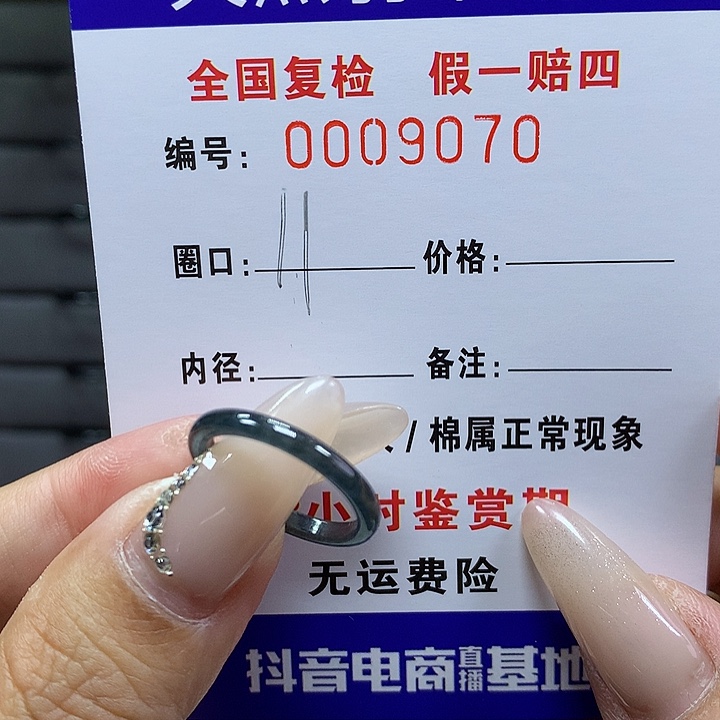 全国复检 假一赔四
编号: 0009070
圈口: 11 价格:
内径: 备注:
/ 棉属正常现象
小时鉴赏期
无运费险
抖音电商直播基地